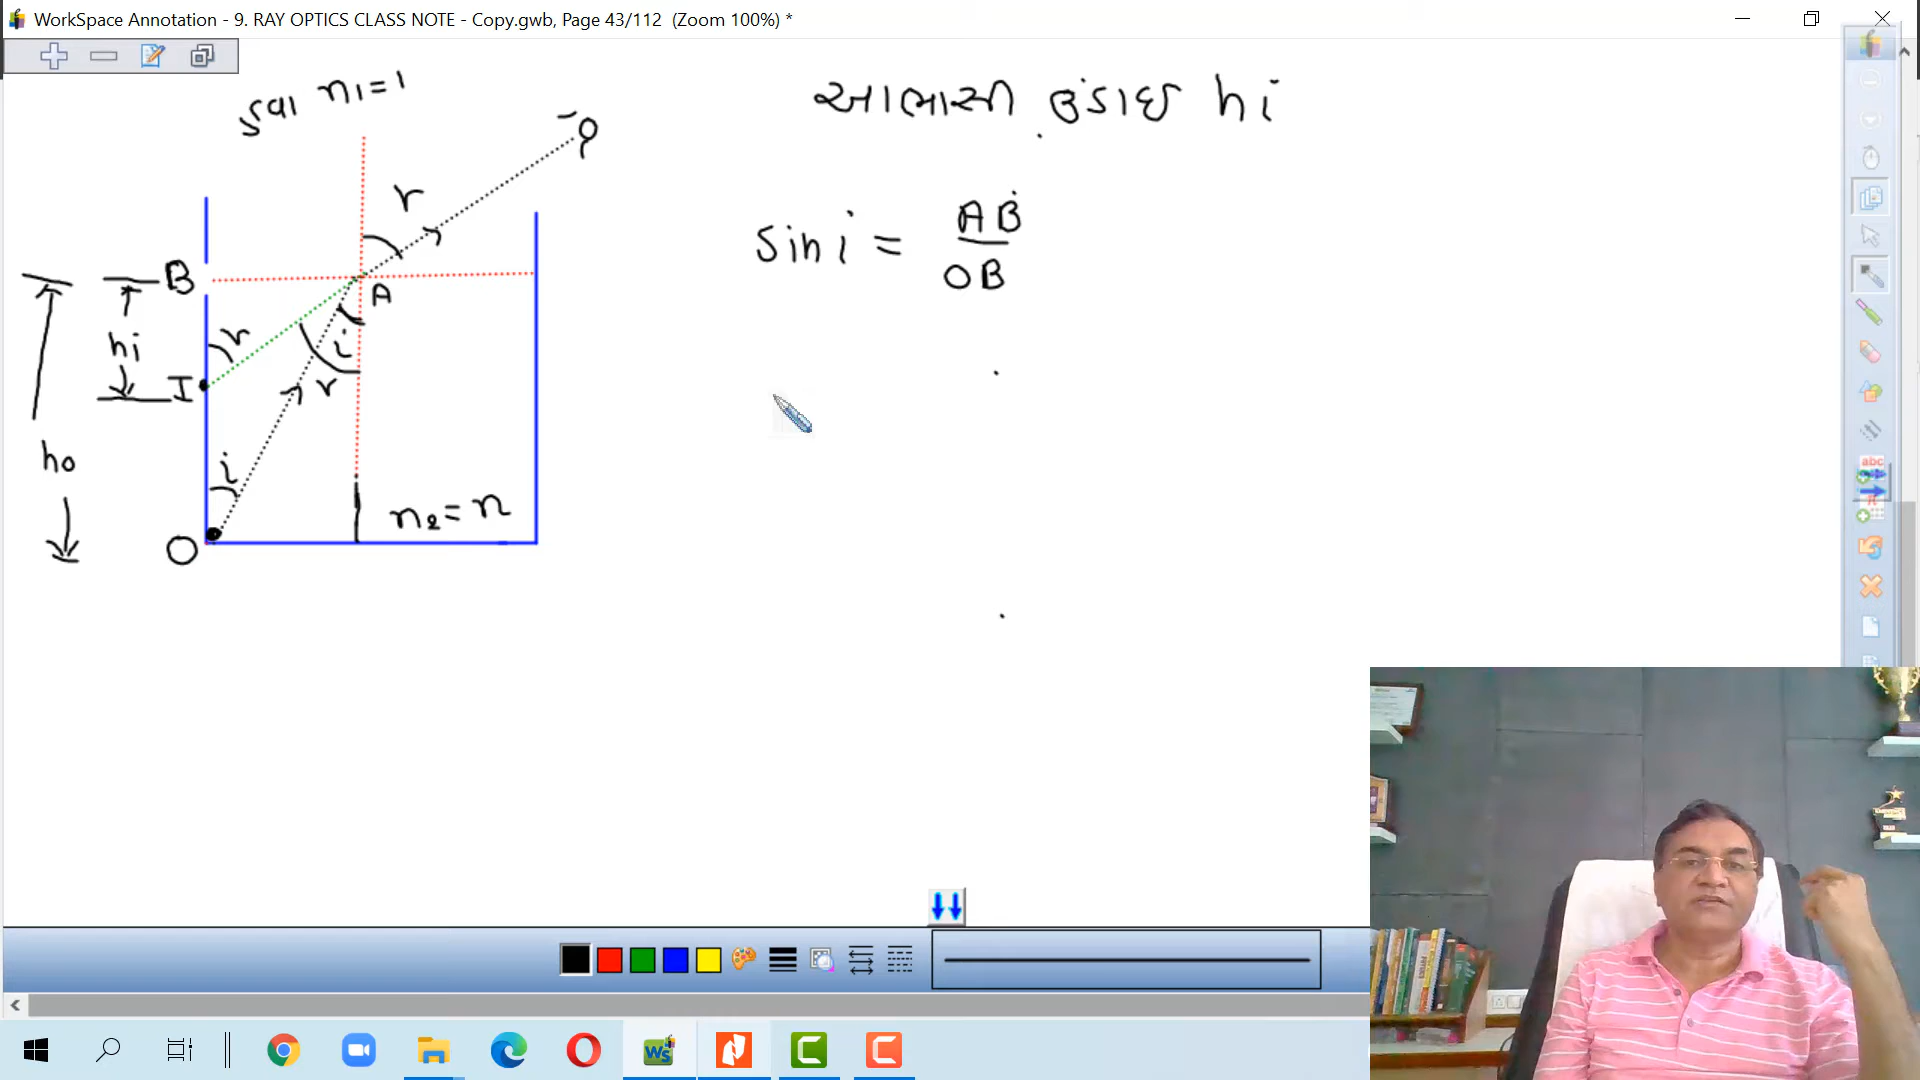 WorkSpace Annotation - 9. RAY OPTICS CLASS NOTE - Copy.gwb, Page 43/112 (Zoom 100%) *
હવા n₁=1
આભાસી ઉંડાઇ hi
r
sin i = AB
OB
B
A
hi
r
i
I
r
ho
i
n₂=n
O
abc